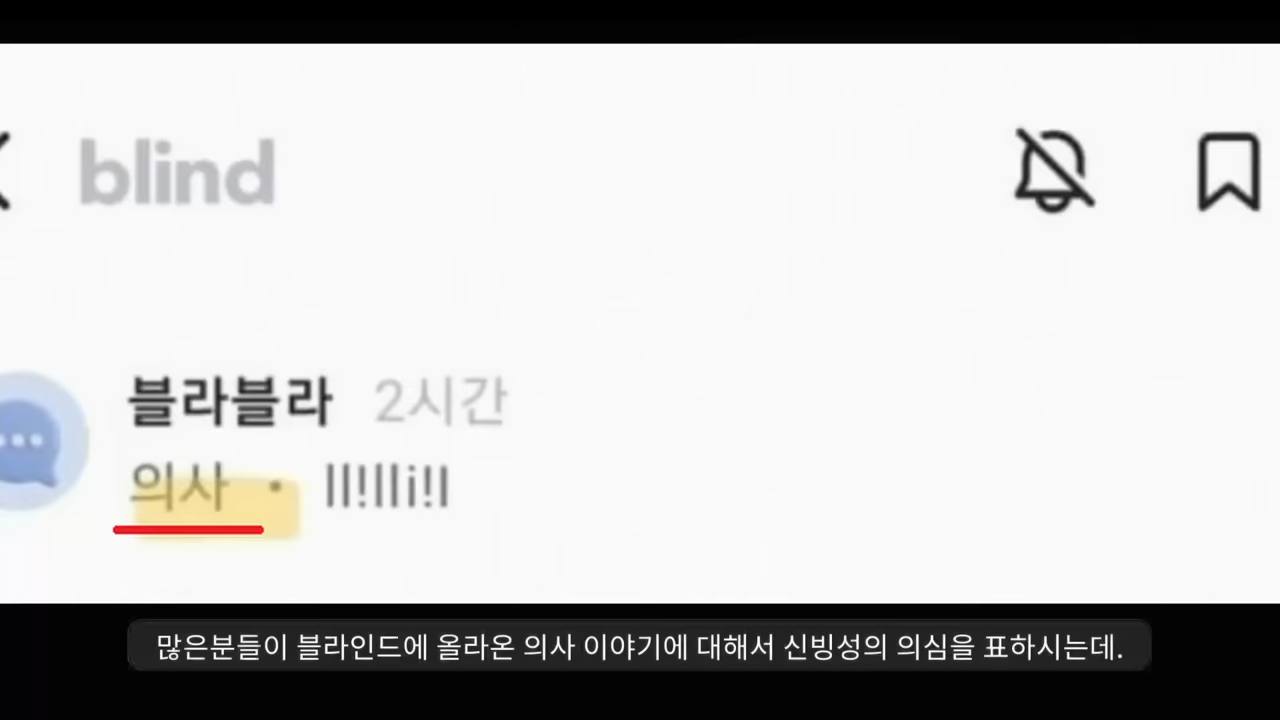 blind
블라블라 2시간
의사 • ll!lli!l
많은분들이 블라인드에 올라온 의사 이야기에 대해서 신빙성의 의심을 표하시는데.